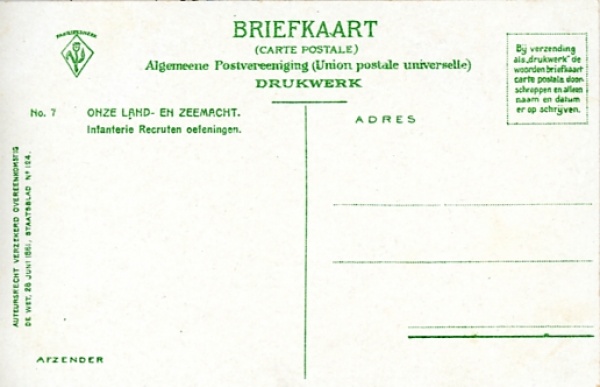 BRIEFKAART
(CARTE POSTALE)
Algemeene Postvereeniging (Union postale universelle)
DRUKWERK
Bij verzending
als „drukwerk" de
woorden briefkaart
carte postale door-
schrappen en alleen
naam en datum
er op schrijven.
No. 7 ONZE LAND- EN ZEEMACHT.
Infanterie Recruten oefeningen.
ADRES
AUTEURSRECHT VERZEKERD OVEREENKOMSTIG
DE WET, 28 JUNI 1881, STAATSBLAD No 124.
AFZENDER